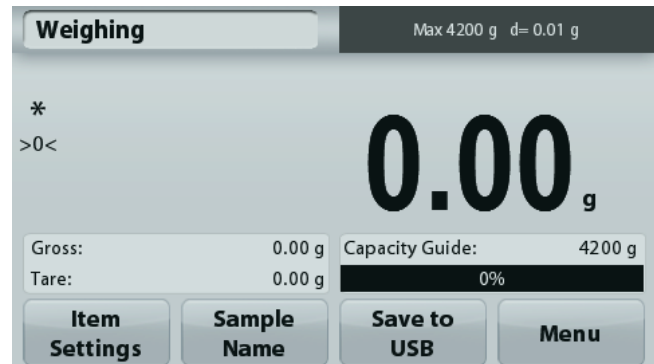 Weighing
Max 4200 g d= 0.01 g
*
>0<
0.00 g
Gross: 0.00 g
Tare: 0.00 g
Capacity Guide: 4200 g
0%
Item Settings
Sample Name
Save to USB
Menu